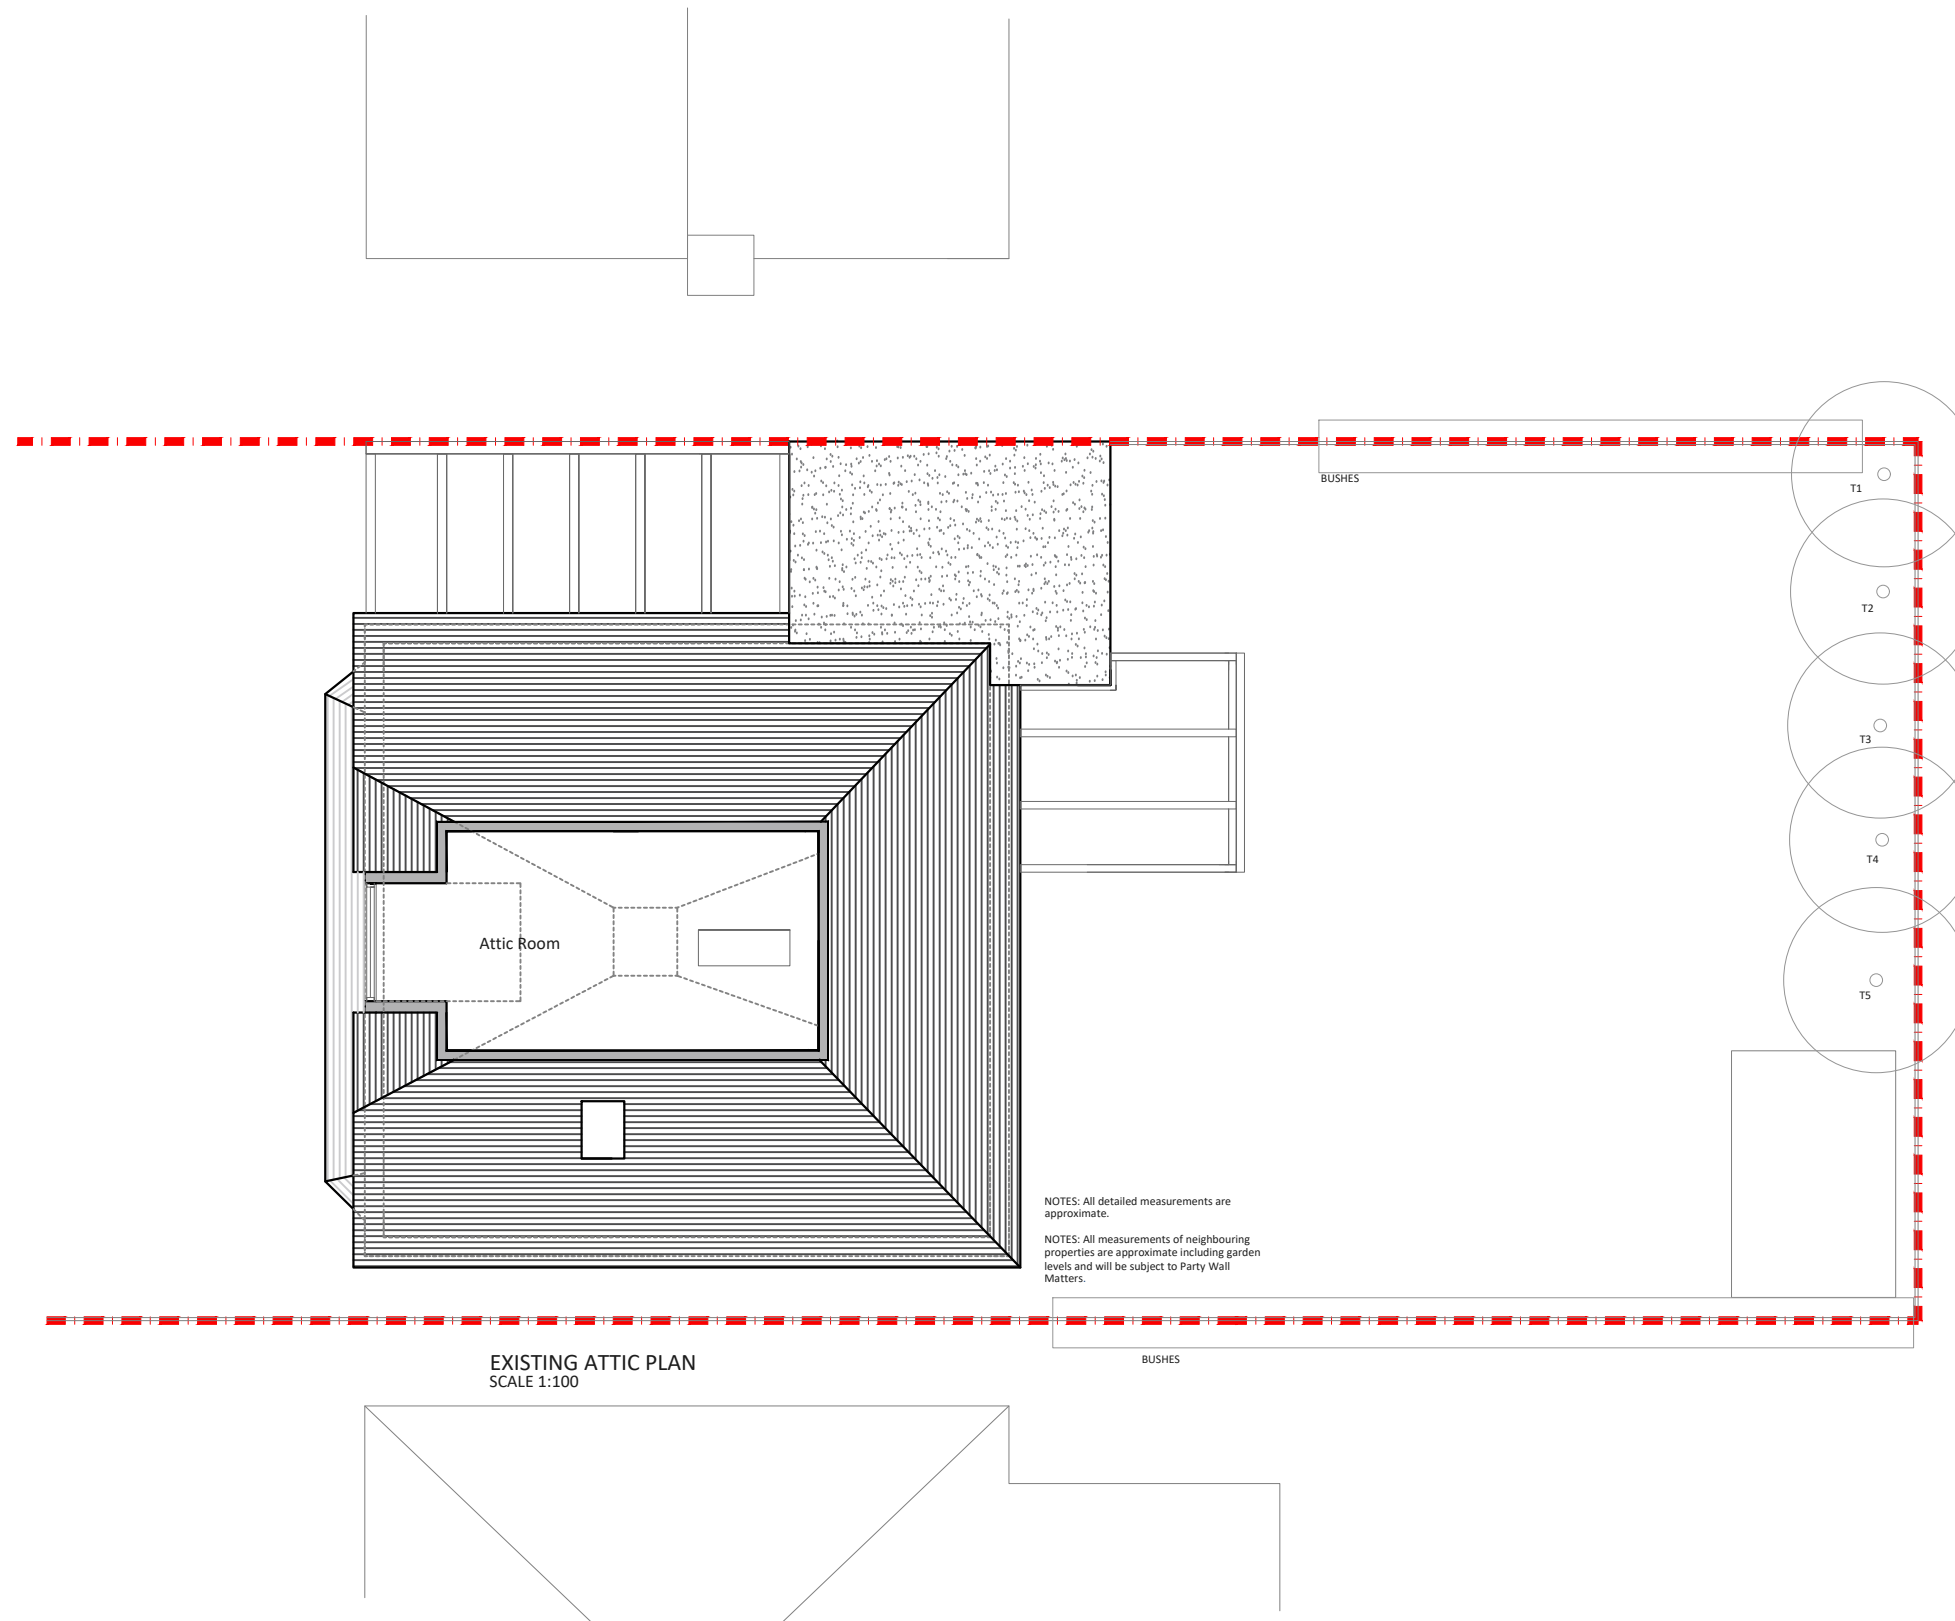 BUSHES
T1
T2
T3
T4
Attic Room
T5
NOTES: All detailed measurements are
approximate.
NOTES: All measurements of neighbouring
properties are approximate including garden
levels and will be subject to Party Wall
Matters.
EXISTING ATTIC PLAN
SCALE 1:100
BUSHES